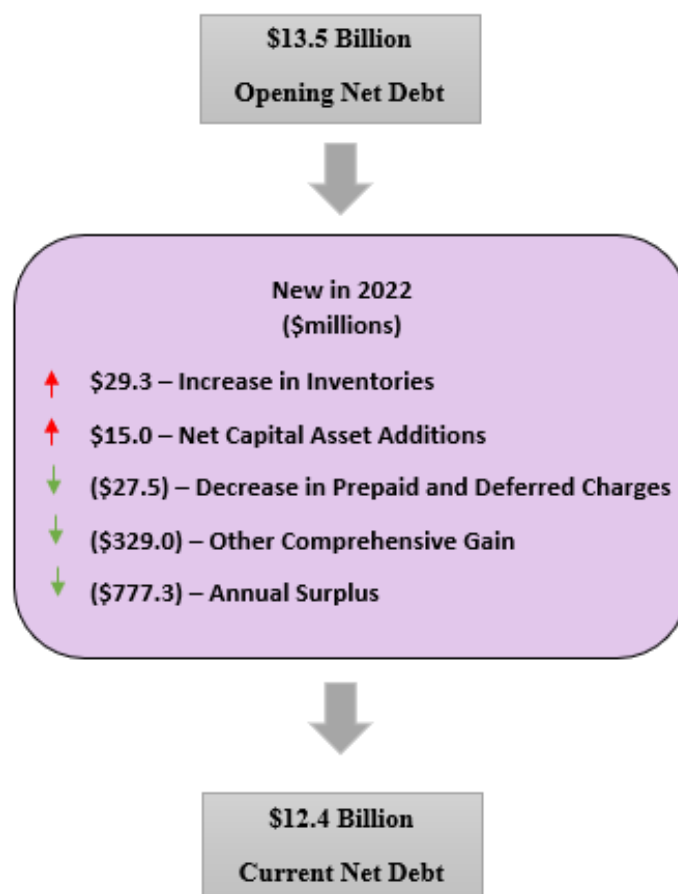 $13.5 Billion
Opening Net Debt
New in 2022
($millions)
$29.3 – Increase in Inventories
$15.0 – Net Capital Asset Additions
($27.5) – Decrease in Prepaid and Deferred Charges
($329.0) – Other Comprehensive Gain
($777.3) – Annual Surplus
$12.4 Billion
Current Net Debt